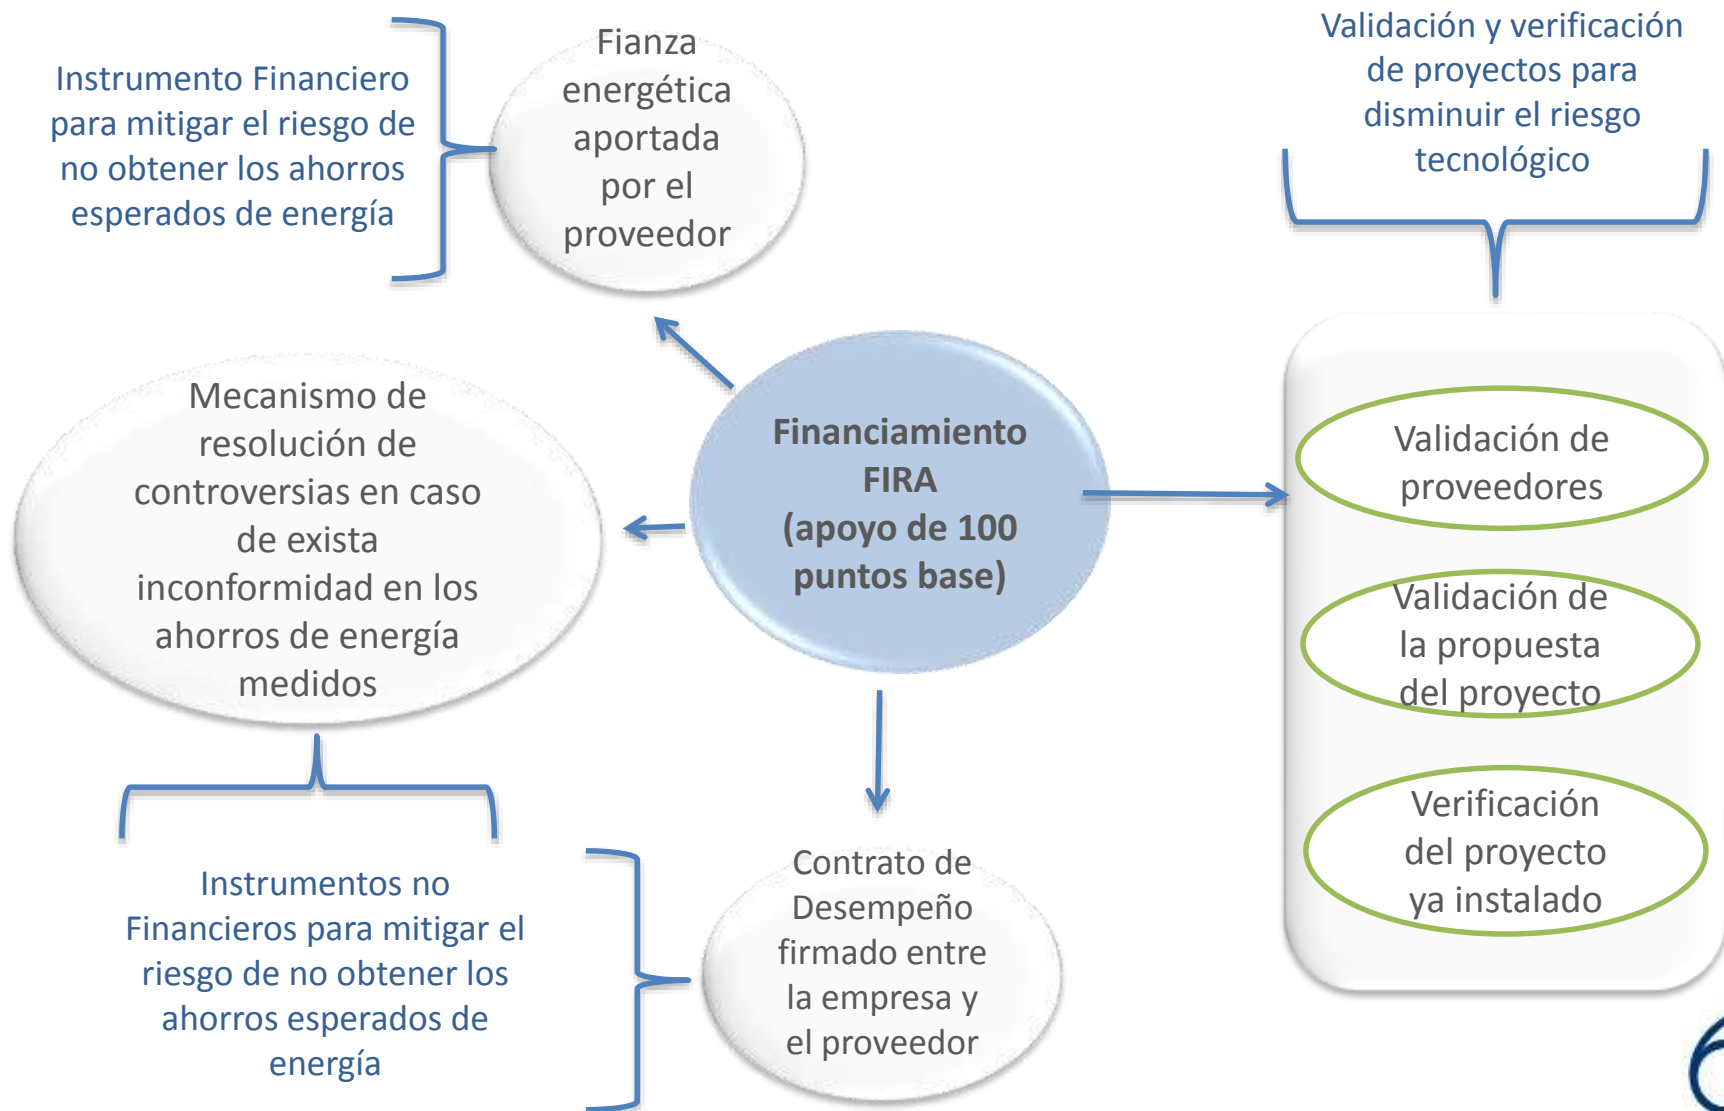 Instrumento Financiero
para mitigar el riesgo de
no obtener los ahorros
esperados de energía
Fianza
energética
aportada
por el
proveedor
Validación y verificación
de proyectos para
disminuir el riesgo
tecnológico
Mecanismo de
resolución de
controversias en caso
de exista
inconformidad en los
ahorros de energía
medidos
Financiamiento
FIRA
(apoyo de 100
puntos base)
Validación de
proveedores
Validación de
la propuesta
del proyecto
Verificación
del proyecto
ya instalado
Instrumentos no
Financieros para mitigar el
riesgo de no obtener los
ahorros esperados de
energía
Contrato de
Desempeño
firmado entre
la empresa y
el proveedor